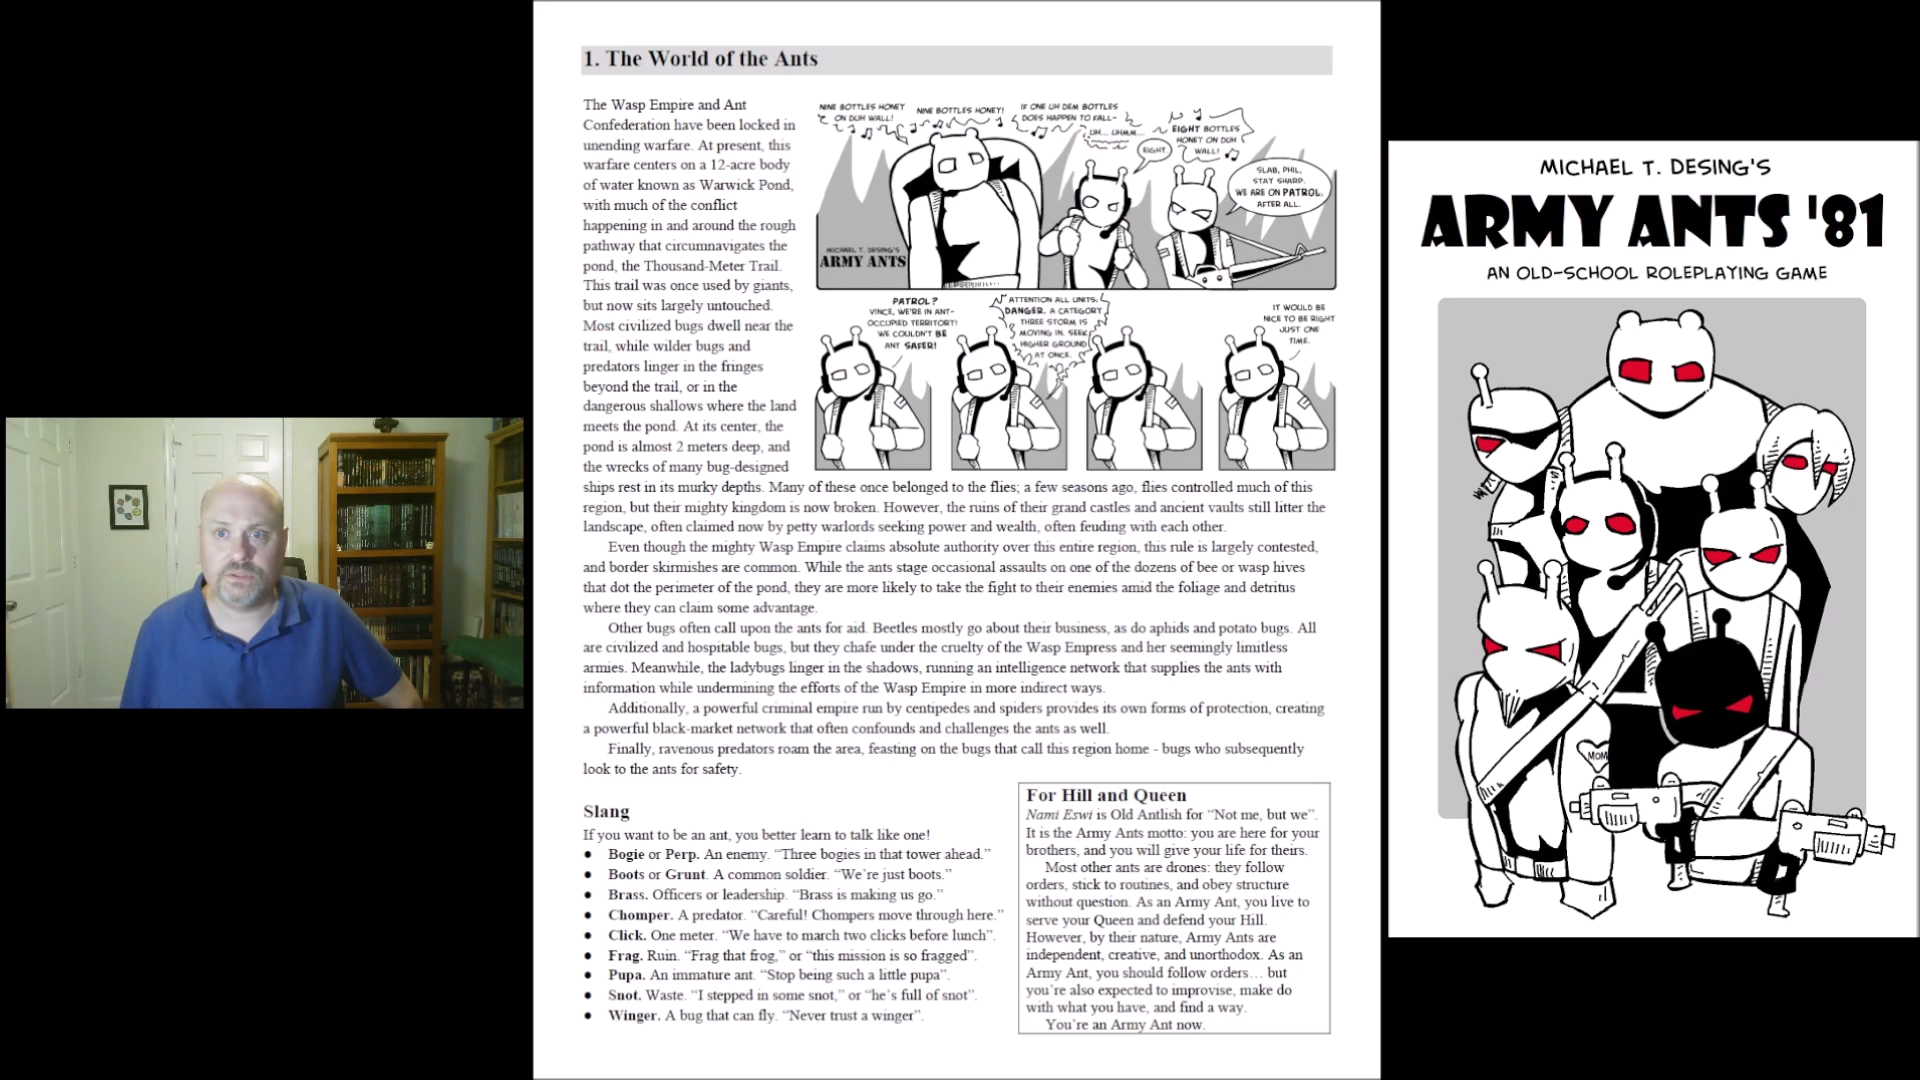 1. The World of the Ants
The Wasp Empire and Ant
Confederation have been locked in
unending warfare. At present, this
warfare centers on a 12-acre body
of water known as Warwick Pond,
with much of the conflict
happening in and around the rough
pathway that circumnavigates the
pond, the Thousand-Meter Trail.
This trail was once used by giants,
but now sits largely untouched.
Most civilized bugs dwell near the
trail, while wilder bugs and
predators linger in the fringes
beyond the trail, or in the
dangerous shallows where the land
meets the pond. At its center, the
pond is almost 2 meters deep, and
the wrecks of many bug-designed
ships rest in its murky depths. Many of these once belonged to the flies; a few seasons ago, flies controlled much of this
region, but their mighty kingdom is now broken. However, the ruins of their grand castles and ancient vaults still litter the
landscape, often claimed now by petty warlords seeking power and wealth, often feuding with each other.
Even though the mighty Wasp Empire claims absolute authority over this entire region, this rule is largely contested,
and border skirmishes are common. While the ants stage occasional assaults on one of the dozens of bee or wasp hives
that dot the perimeter of the pond, they are more likely to take the fight to their enemies amid the foliage and detritus
where they can claim some advantage.
Other bugs often call upon the ants for aid. Beetles mostly go about their business, as do aphids and potato bugs. All
are civilized and hospitable bugs, but they chafe under the cruelty of the Wasp Empress and her seemingly limitless
armies. Meanwhile, the ladybugs linger in the shadows, running an intelligence network that supplies the ants with
information while undermining the efforts of the Wasp Empire in more indirect ways.
Additionally, a powerful criminal empire run by centipedes and spiders provides its own forms of protection, creating
a powerful black-market network that often confounds and challenges the ants as well.
Finally, ravenous predators roam the area, feasting on the bugs that call this region home - bugs who subsequently
look to the ants for safety.
NINE BOTTLES HONEY
ON DUH WALL!
NINE BOTTLES HONEY!
IF ONE UH DEM BOTTLES
DOES HAPPEN TO FALL-
UH... UHMM...
EIGHT.
EIGHT BOTTLES
HONEY ON DUH
WALL!
SLAB, PHIL,
STAY SHARP.
WE ARE ON PATROL,
AFTER ALL.
MICHAEL T. DESING'S
ARMY ANTS
PATROL?
VINCE, WE'RE IN ANT-
OCCUPIED TERRITORY!
WE COULDN'T BE
ANT SAFER!
ATTENTION ALL UNITS.
DANGER. A CATEGORY
THREE STORM IS
MOVING IN. SEEK
HIGHER GROUND
AT ONCE.
IT WOULD BE
NICE TO BE RIGHT
JUST ONE
TIME.
Slang
If you want to be an ant, you better learn to talk like one!
● Bogie or Perp. An enemy. “Three bogies in that tower ahead.”
● Boots or Grunt. A common soldier. “We’re just boots.”
● Brass. Officers or leadership. “Brass is making us go.”
● Chomper. A predator. “Careful! Chompers move through here.”
● Click. One meter. “We have to march two clicks before lunch”.
● Frag. Ruin. “Frag that frog,” or “this mission is so fragged”.
● Pupa. An immature ant. “Stop being such a little pupa”.
● Snot. Waste. “I stepped in some snot,” or “he’s full of snot”.
● Winger. A bug that can fly. “Never trust a winger”.
For Hill and Queen
Nami Eswi is Old Antlish for “Not me, but we”.
It is the Army Ants motto: you are here for your
brothers, and you will give your life for theirs.
Most other ants are drones: they follow
orders, stick to routines, and obey structure
without question. As an Army Ant, you live to
serve your Queen and defend your Hill.
However, by their nature, Army Ants are
independent, creative, and unorthodox. As an
Army Ant, you should follow orders… but
you’re also expected to improvise, make do
with what you have, and find a way.
You’re an Army Ant now.
MICHAEL T. DESING'S
ARMY ANTS '81
AN OLD-SCHOOL ROLEPLAYING GAME
MOM